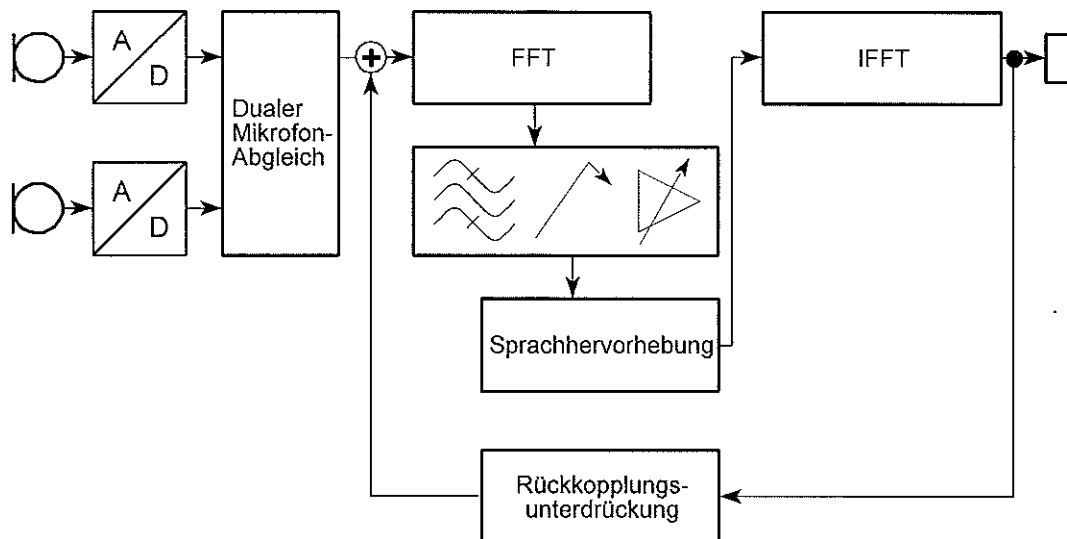 A
D
Dualer
Mikrofon-
Abgleich
FFT
IFFT
A
D
Sprachhervorhebung
Rückkopplungs-
unterdrückung